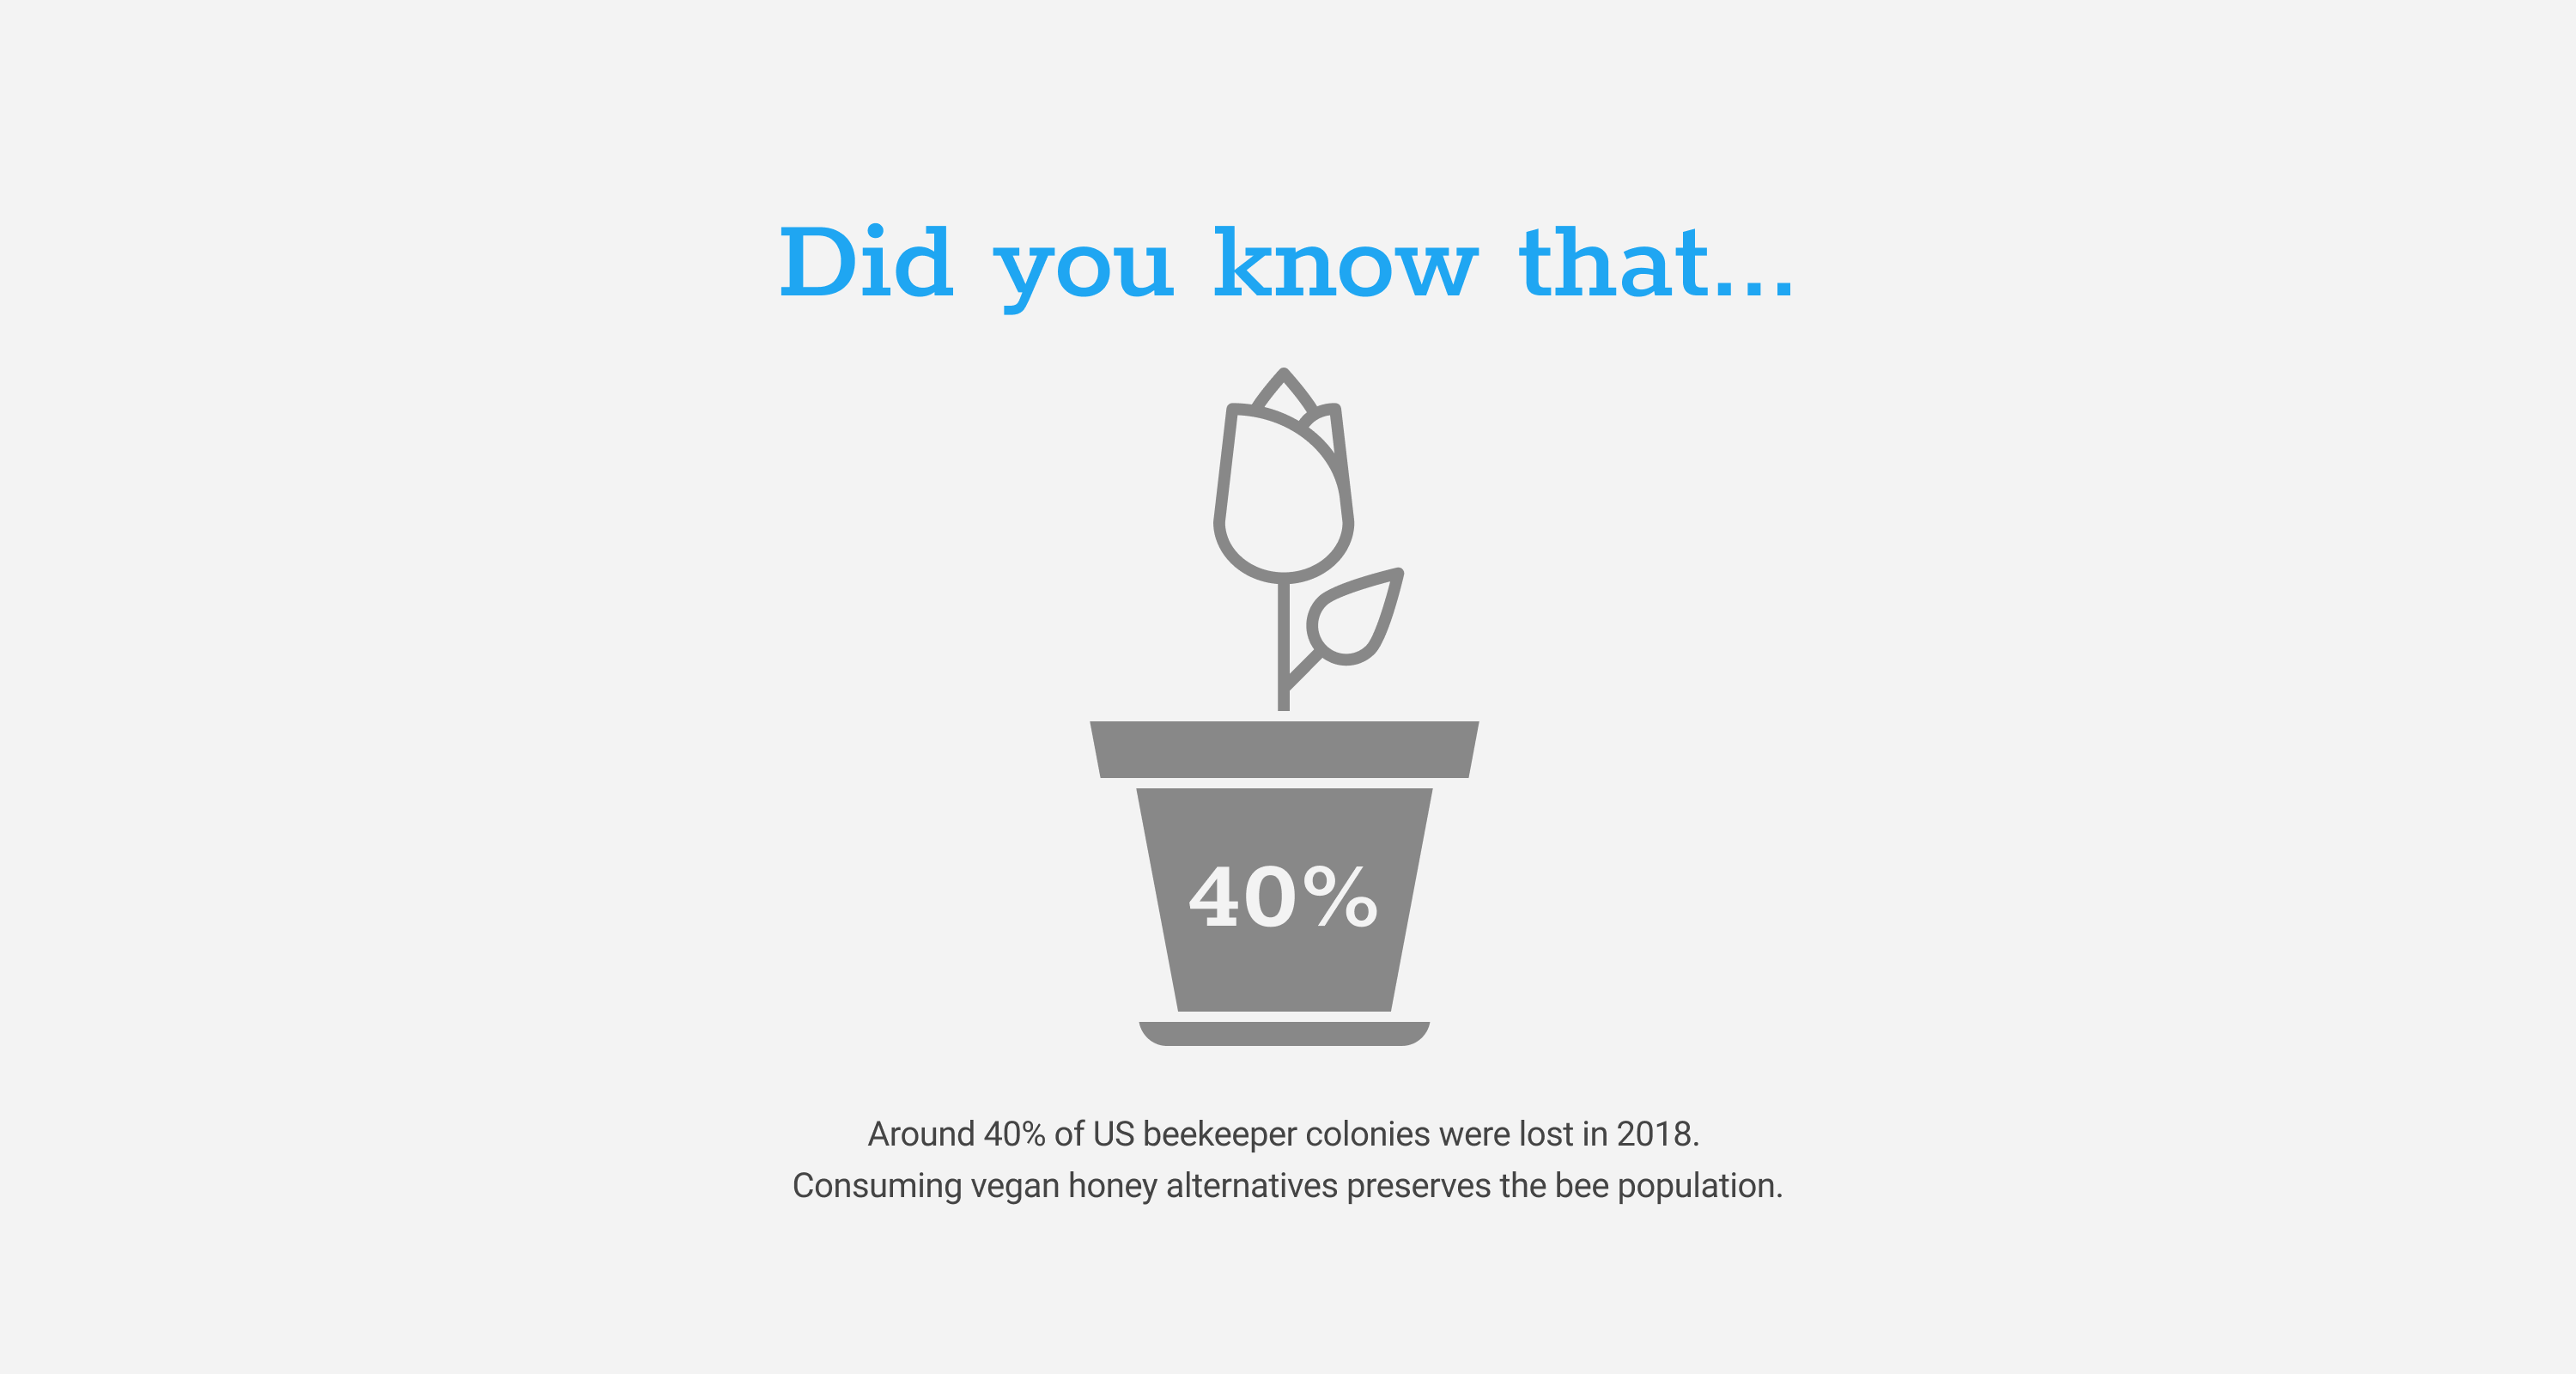 Did you know that...
40%
Around 40% of US beekeeper colonies were lost in 2018.
Consuming vegan honey alternatives preserves the bee population.